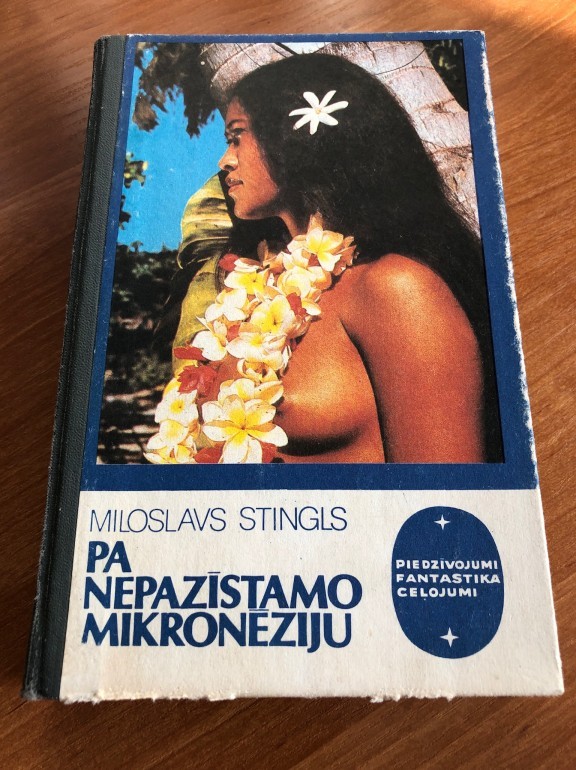 MILOSLAVS STINGLS
PA
NEPAZĪSTAMO
MIKRONĒZIJU
PIEDZĪVOJUMI
FANTASTIKA
CEĻOJUMI